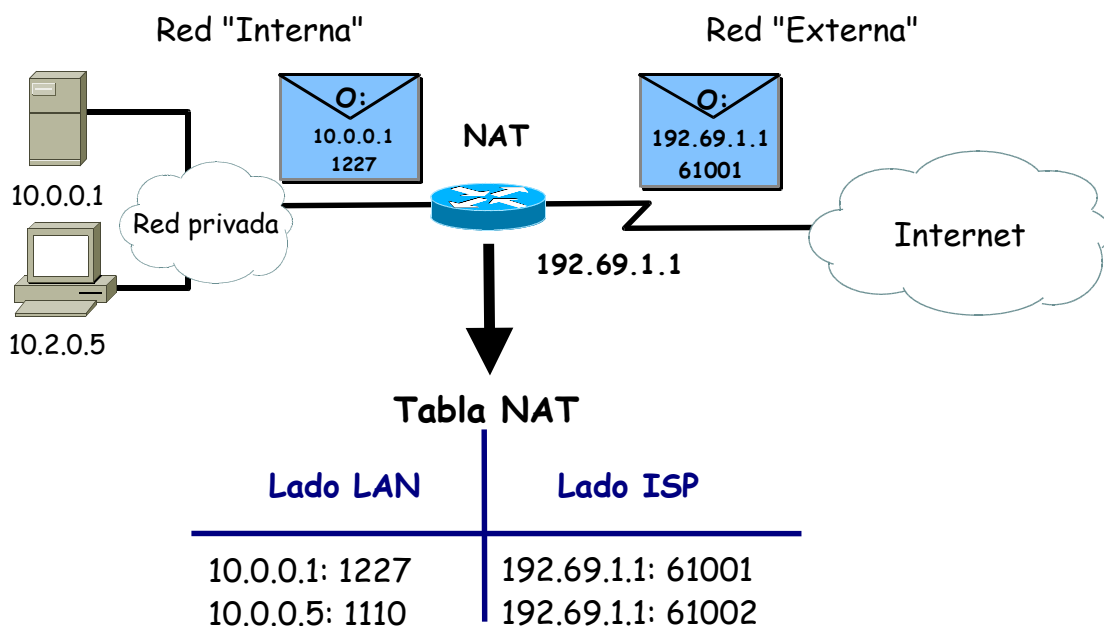 Red "Interna"
Red "Externa"
O:
10.0.0.1
1227
NAT
O:
192.69.1.1
61001
10.0.0.1
Red privada
Internet
192.69.1.1
10.2.0.5
Tabla NAT
Lado LAN
Lado ISP
10.0.0.1: 1227
192.69.1.1: 61001
10.0.0.5: 1110
192.69.1.1: 61002